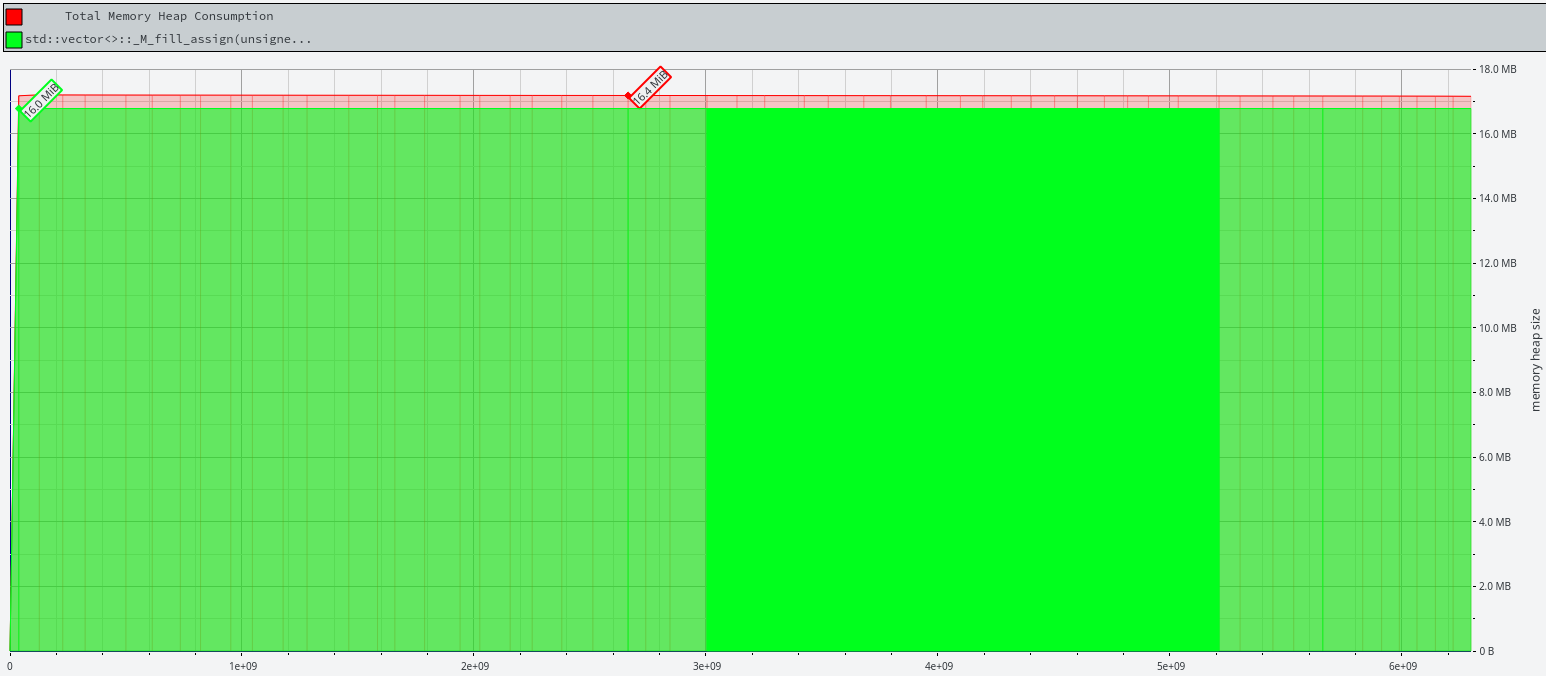 Total Memory Heap Consumption
std::vector<>::_M_fill_assign(unsigne...
16.0 MiB
16.4 MiB
18.0 MB
16.0 MB
14.0 MB
12.0 MB
10.0 MB
8.0 MB
6.0 MB
4.0 MB
2.0 MB
0 B
memory heap size
0 1e+09 2e+09 3e+09 4e+09 5e+09 6e+09